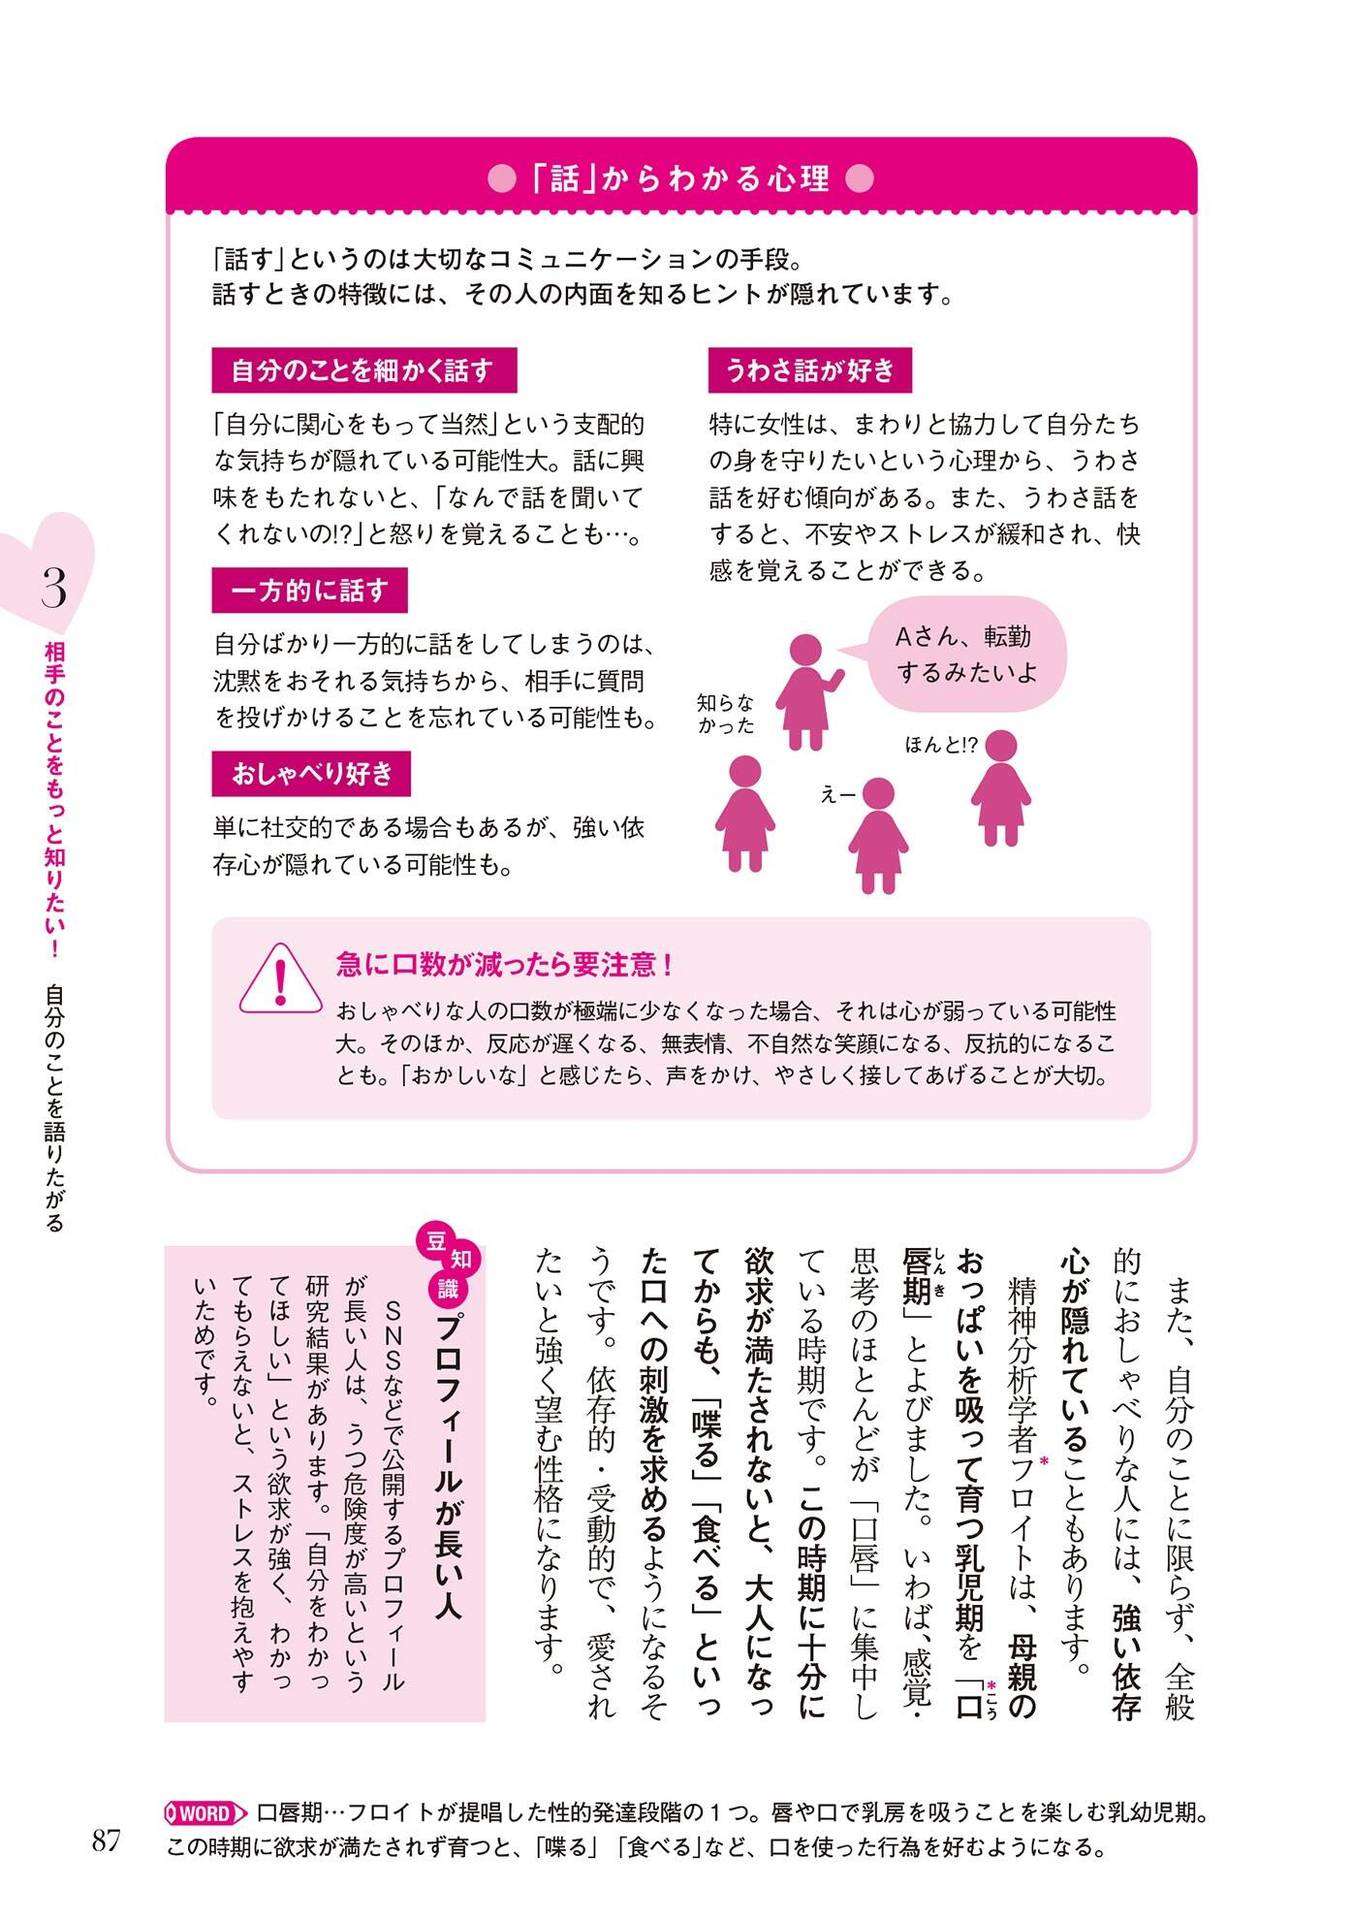 「話」からわかる心理
「話す」というのは大切なコミュニケーションの手段。
話すときの特徴には、その人の内面を知るヒントが隠れています。
自分のことを細かく話す
「自分に関心をもって当然」という支配的
な気持ちが隠れている可能性大。話に興
味をもたれないと、「なんで話を聞いて
くれないの!?」と怒りを覚えることも…。
一方的に話す
自分ばかり一方的に話をしてしまうのは、
沈黙をおそれる気持ちから、相手に質問
を投げかけることを忘れている可能性も。
おしゃべり好き
単に社交的である場合もあるが、強い依
存心が隠れている可能性も。
うわさ話が好き
特に女性は、まわりと協力して自分たち
の身を守りたいという心理から、うわさ
話を好む傾向がある。また、うわさ話を
すると、不安やストレスが緩和され、快
感を覚えることができる。
Aさん、転勤
するみたいよ
知らな
かった
ほんと!?
えー
急に口数が減ったら要注意！
おしゃべりな人の口数が極端に少なくなった場合、それは心が弱っている可能性
大。そのほか、反応が遅くなる、無表情、不自然な笑顔になる、反抗的になるこ
とも。「おかしいな」と感じたら、声をかけ、やさしく接してあげることが大切。
3
相手のことをもっと知りたい！　自分のことを語りたがる
また、自分のことに限らず、全般
的におしゃべりな人には、強い依存
心が隠れていることもあります。
精神分析学者フロイト*は、母親の
おっぱいを吸って育つ乳児期を「口*こう
唇期しんき」とよびました。いわば、感覚・
思考のほとんどが「口唇」に集中し
ている時期です。この時期に十分に
欲求が満たされないと、大人になっ
てからも、「喋る」「食べる」といっ
た口への刺激を求めるようになるそ
うです。依存的・受動的で、愛され
たいと強く望む性格になります。
豆知識
プロフィールが長い人
SNSなどで公開するプロフィール
が長い人は、うつ危険度が高いという
研究結果があります。「自分をわかっ
てほしい」という欲求が強く、わかっ
てもらえないと、ストレスを抱えやす
いためです。
WORD 口唇期…フロイトが提唱した性的発達段階の１つ。唇や口で乳房を吸うことを楽しむ乳幼児期。
この時期に欲求が満たされず育つと、「喋る」「食べる」など、口を使った行為を好むようになる。
87